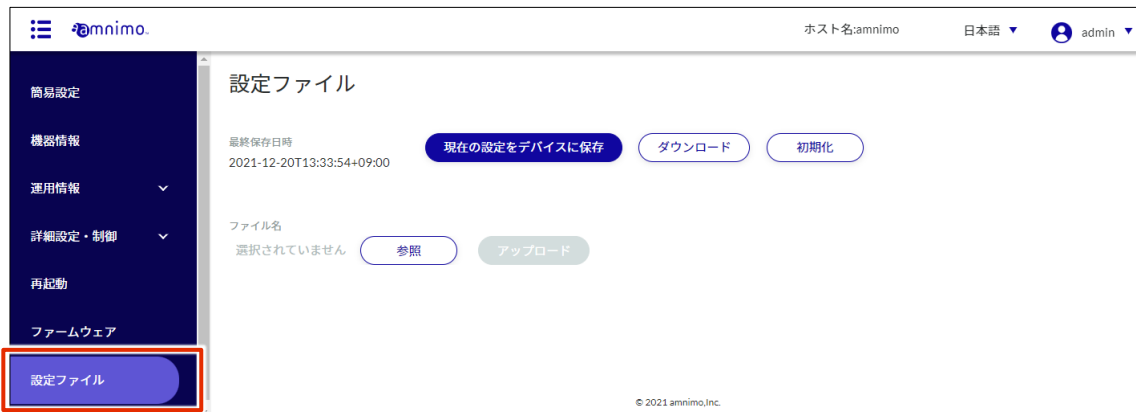 amnimo
ホスト名:amnimo
日本語
admin
簡易設定
機器情報
運用情報
詳細設定・制御
再起動
ファームウェア
設定ファイル
設定ファイル
最終保存日時
2021-12-20T13:33:54+09:00
現在の設定をデバイスに保存
ダウンロード
初期化
ファイル名
選択されていません
参照
アップロード
© 2021 amnimo,Inc.